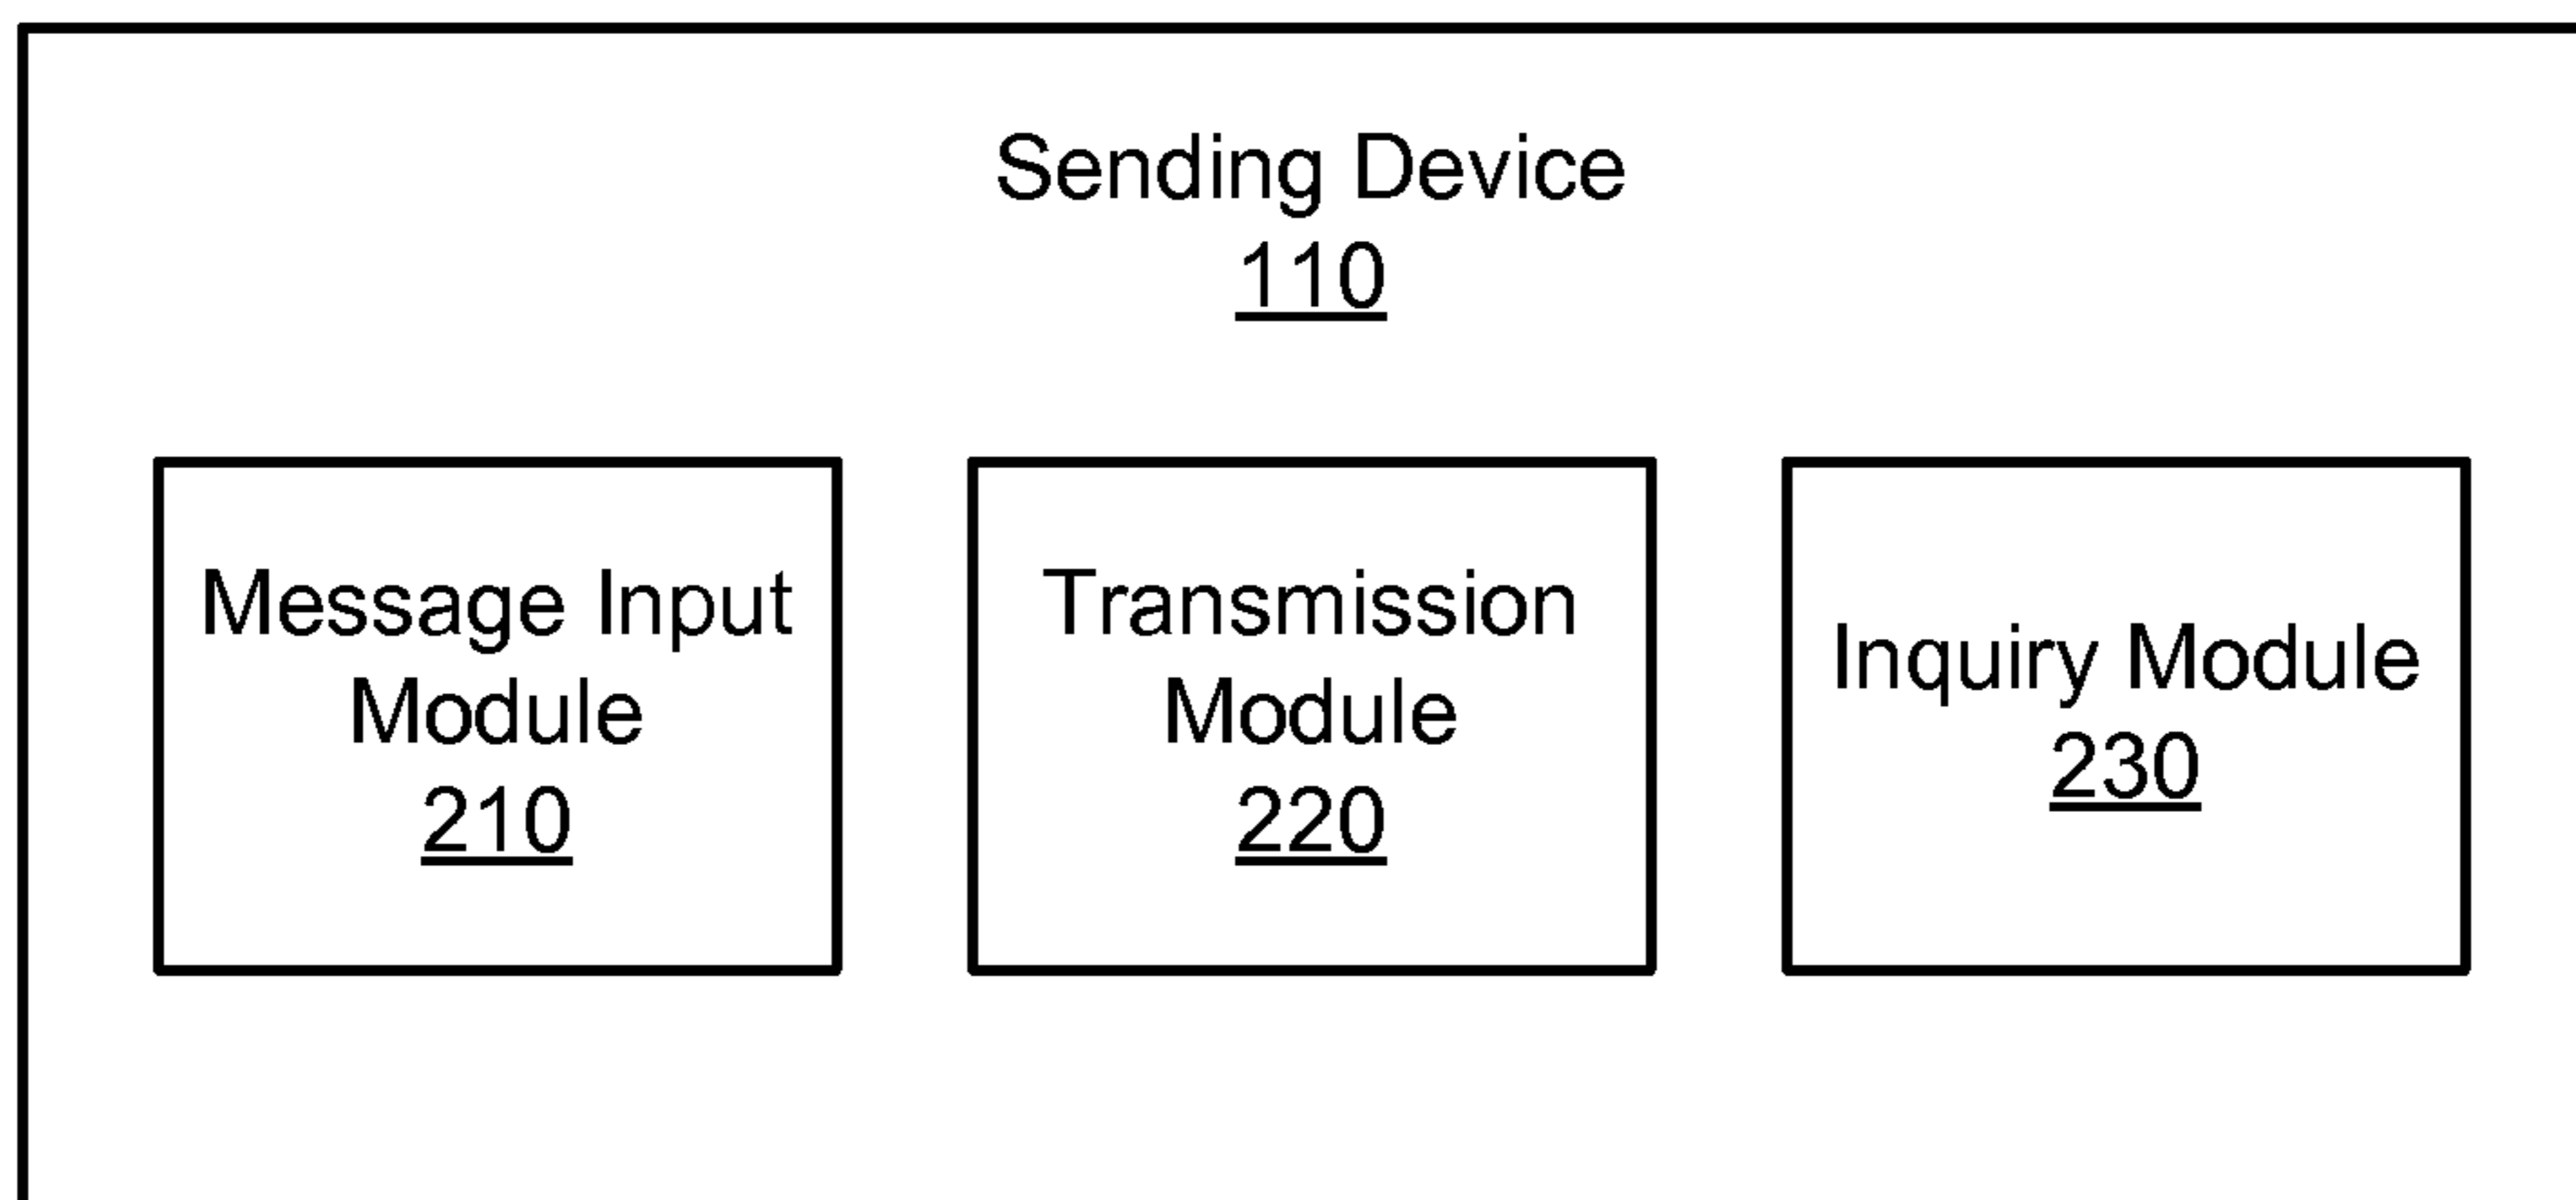 Sending Device
110
Message Input
Module
210
Transmission
Module
220
Inquiry Module
230